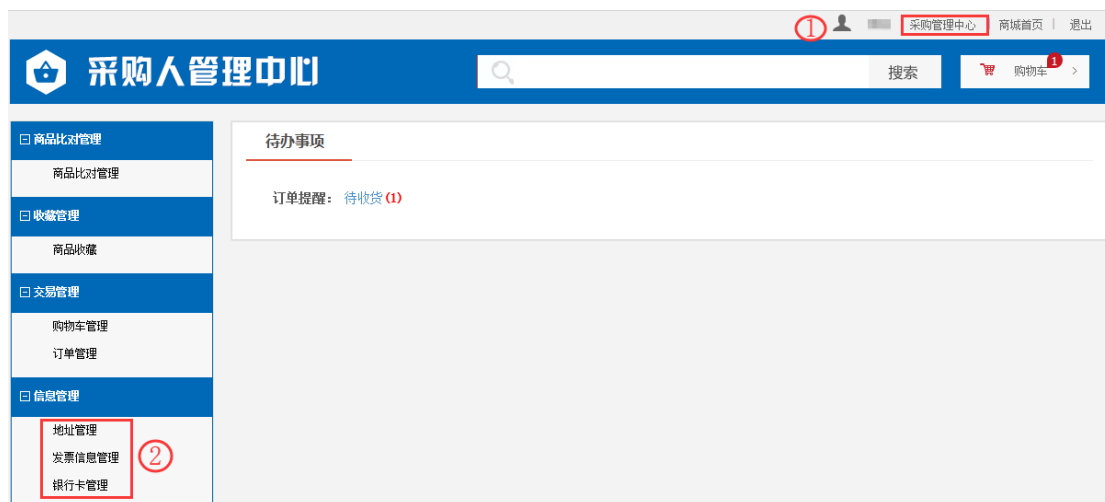 ① 采购管理中心 商城首页 | 退出
采购人管理中心 搜索 购物车 1 >
商品比对管理
商品比对管理
收藏管理
商品收藏
交易管理
购物车管理
订单管理
信息管理
地址管理
发票信息管理 ②
银行卡管理
待办事项
订单提醒： 待收货(1)